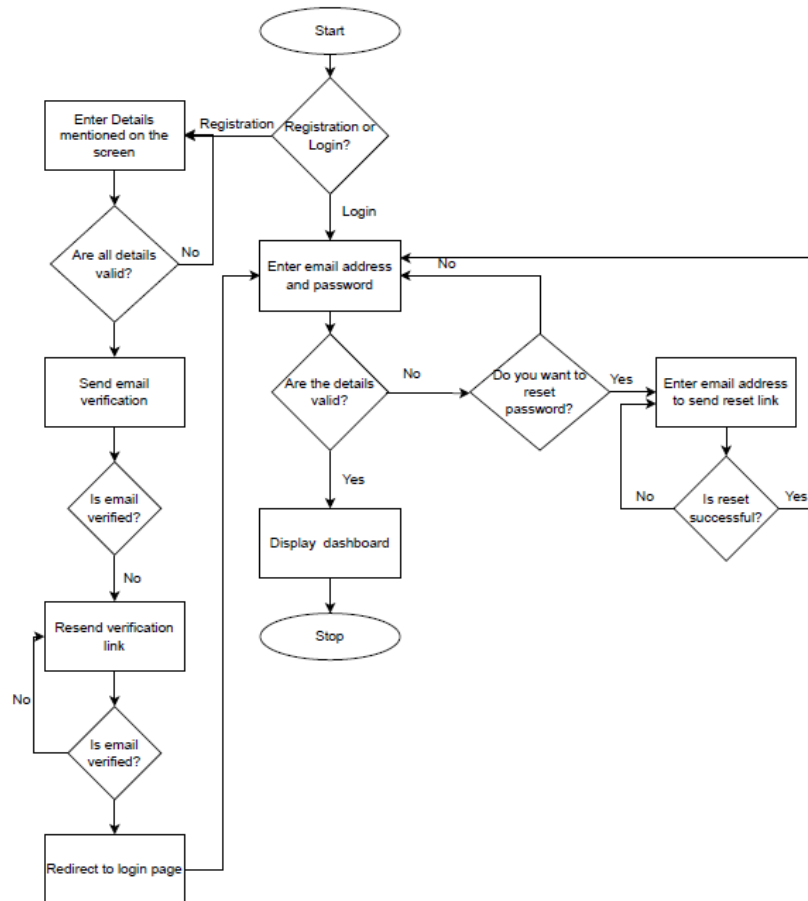 Start
Registration or
Login?
Registration
Enter Details
mentioned on the
screen
Login
Are all details
valid?
No
Enter email address
and password
No
Send email
verification
Are the details
valid?
No
Do you want to
reset
password?
Yes
Enter email address
to send reset link
Yes
Is email
verified?
No
Is reset
successful?
Yes
Display dashboard
No
Resend verification
link
Stop
No
Is email
verified?
Redirect to login page